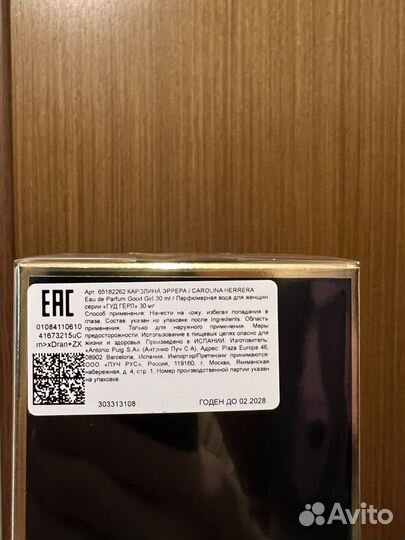 EAC
Арт. 65182262 КАРОЛИНА ЭРРЕРА / CAROLINA HERRERA
Eau de Parfum Good Girl 30 ml / Парфюмерная вода для женщин
серии «ГУД ГЕРЛ» 30 мл
Способ применения: Нанести на кожу, избегая попадания в
глаза. Состав указан на упаковке после Ingredients. Область
применения: Только для наружного применения. Меры
предосторожности: Использование в пищевых целях опасно для
жизни и здоровья. Произведено в ИСПАНИИ. Изготовитель:
«Antonio Puig S.A» (Антонио Пуч С.А), Адрес: Plaza Europa 46,
08902 Barcelona, Испания. Импортер/Претензии принимает:
ООО «ПУЧ РУС», Россия, 119180, г. Москва, Якиманская
набережная, д. 4, стр. 1. Номер производственной партии указан
на упаковке
01084110610
41673215uC
rn>xDran+ZX
303313108
ГОДЕН ДО 02.2028
Avito